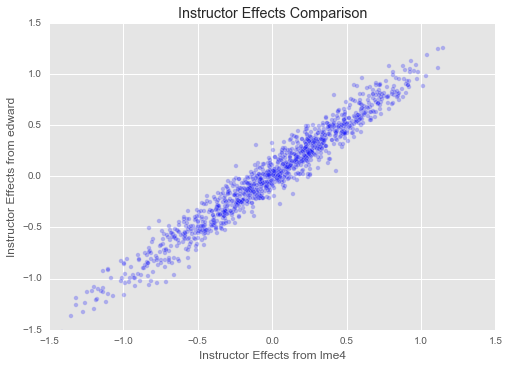 Instructor Effects Comparison
1.5
1.0
0.5
0.0
−0.5
−1.0
−1.5
Instructor Effects from edward
−1.5 −1.0 −0.5 0.0 0.5 1.0 1.5
Instructor Effects from lme4